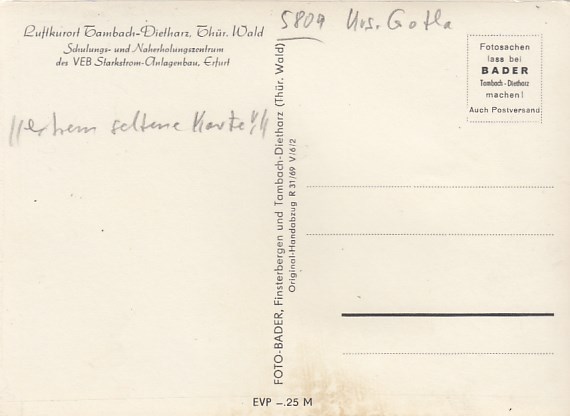 Luftkurort Tambach-Dietharz, Thür. Wald
Schulungs- und Naherholungszentrum
des VEB Starkstrom-Anlagenbau, Erfurt
5809 Krs. Gotha
!!extrem seltene Karte!!!
FOTO-BADER, Finsterbergen und Tambach-Dietharz (Thür. Wald)
Original-Handabzug R 31/69 V/6/2
Fotosachen
lass bei
BADER
Tambach-Dietharz
machen!
Auch Postversand
EVP –.25 M